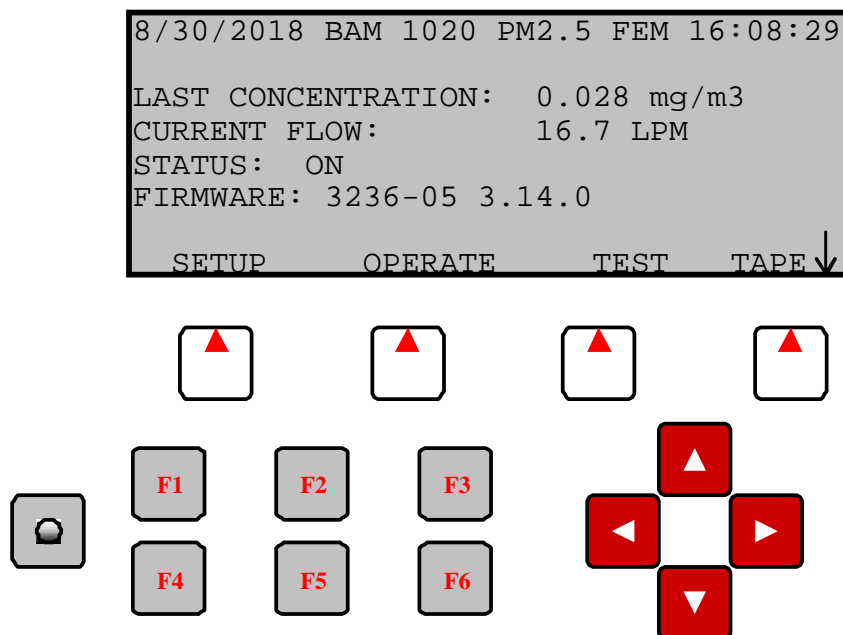 8/30/2018 BAM 1020 PM2.5 FEM 16:08:29
LAST CONCENTRATION: 0.028 mg/m3
CURRENT FLOW: 16.7 LPM
STATUS: ON
FIRMWARE: 3236-05 3.14.0
SETUP OPERATE TEST TAPE
F1 F2 F3
F4 F5 F6